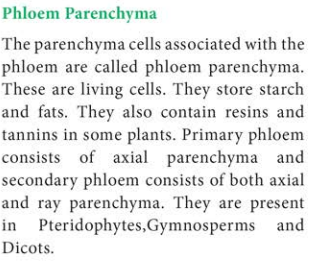 Phloem Parenchyma
The parenchyma cells associated with the
phloem are called phloem parenchyma.
These are living cells. They store starch
and fats. They also contain resins and
tannins in some plants. Primary phloem
consists of axial parenchyma and
secondary phloem consists of both axial
and ray parenchyma. They are present
in Pteridophytes,Gymnosperms and
Dicots.